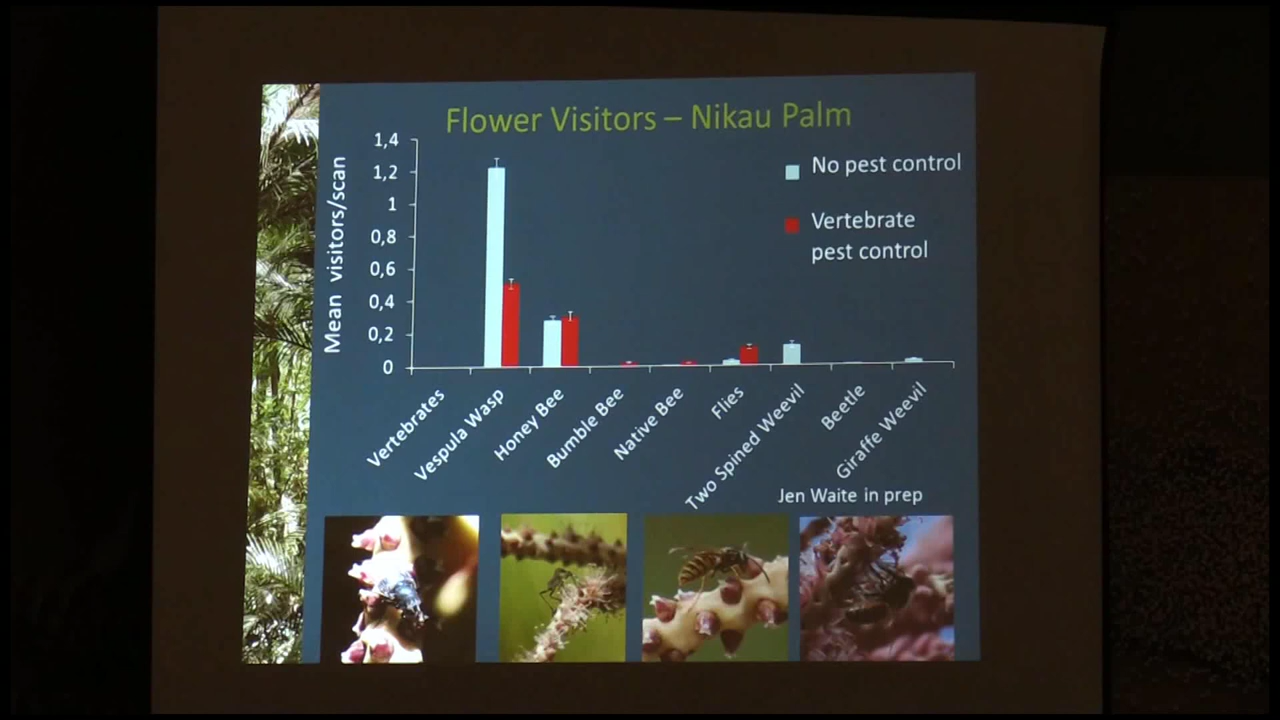 Flower Visitors – Nikau Palm
Mean visitors/scan
1,4
1,2
1
0,8
0,6
0,4
0,2
0
No pest control
Vertebrate
pest control
Vertebrates
Vespula Wasp
Honey Bee
Bumble Bee
Native Bee
Flies
Two Spined Weevil
Beetle
Giraffe Weevil
Jen Waite in prep